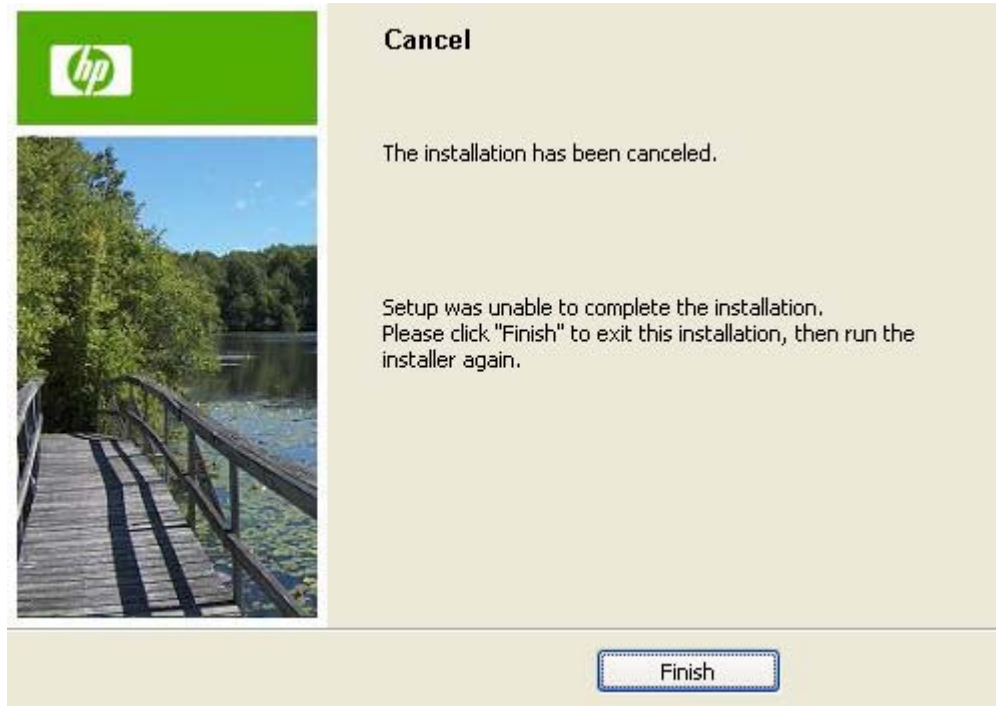 hp
Cancel
The installation has been canceled.
Setup was unable to complete the installation.
Please click "Finish" to exit this installation, then run the
installer again.
Finish